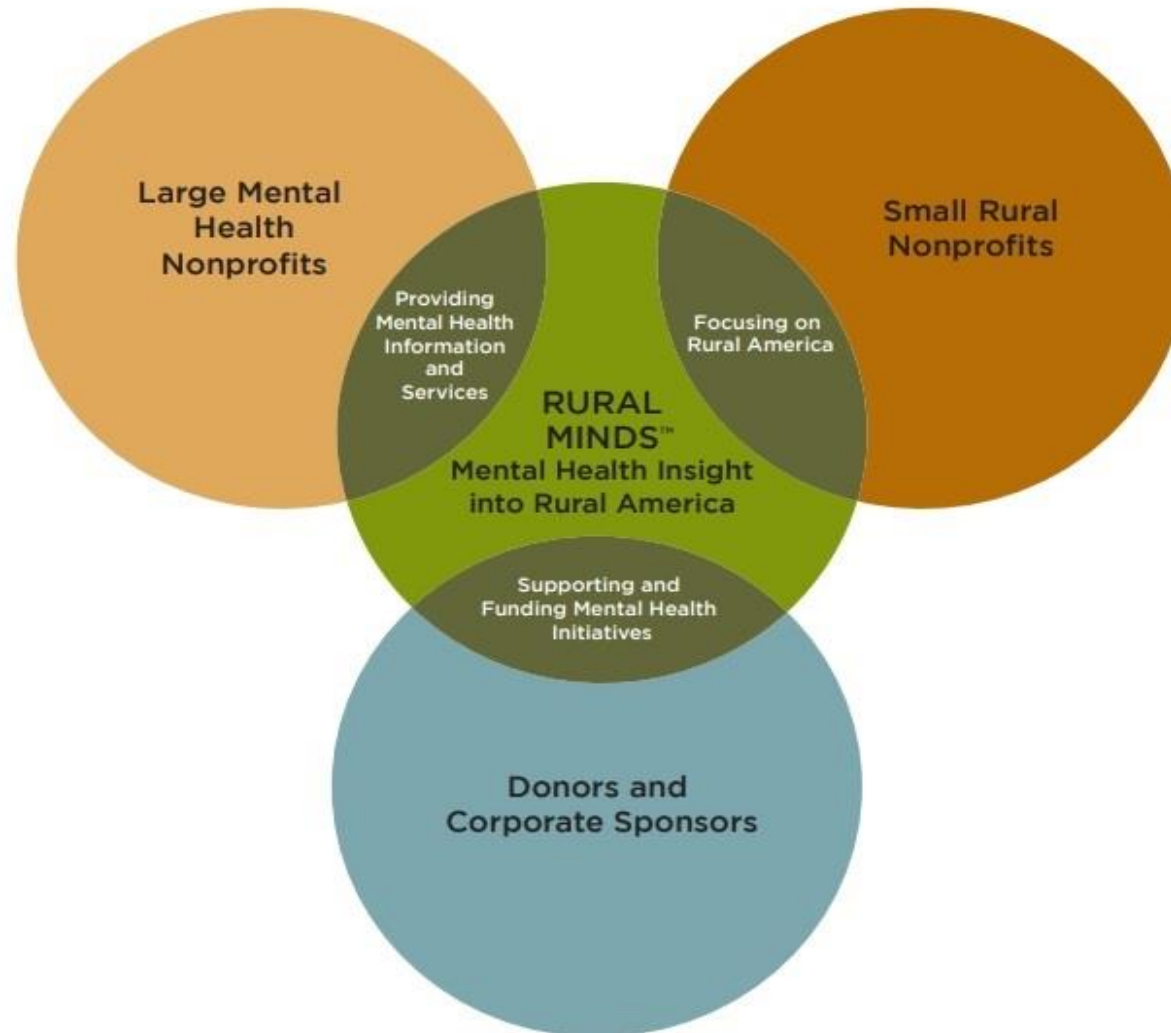 Large Mental
Health
Nonprofits
Small Rural
Nonprofits
Providing
Mental Health
Information
and
Services
Focusing on
Rural America
RURAL
MINDS™
Mental Health Insight
into Rural America
Supporting and
Funding Mental Health
Initiatives
Donors and
Corporate Sponsors